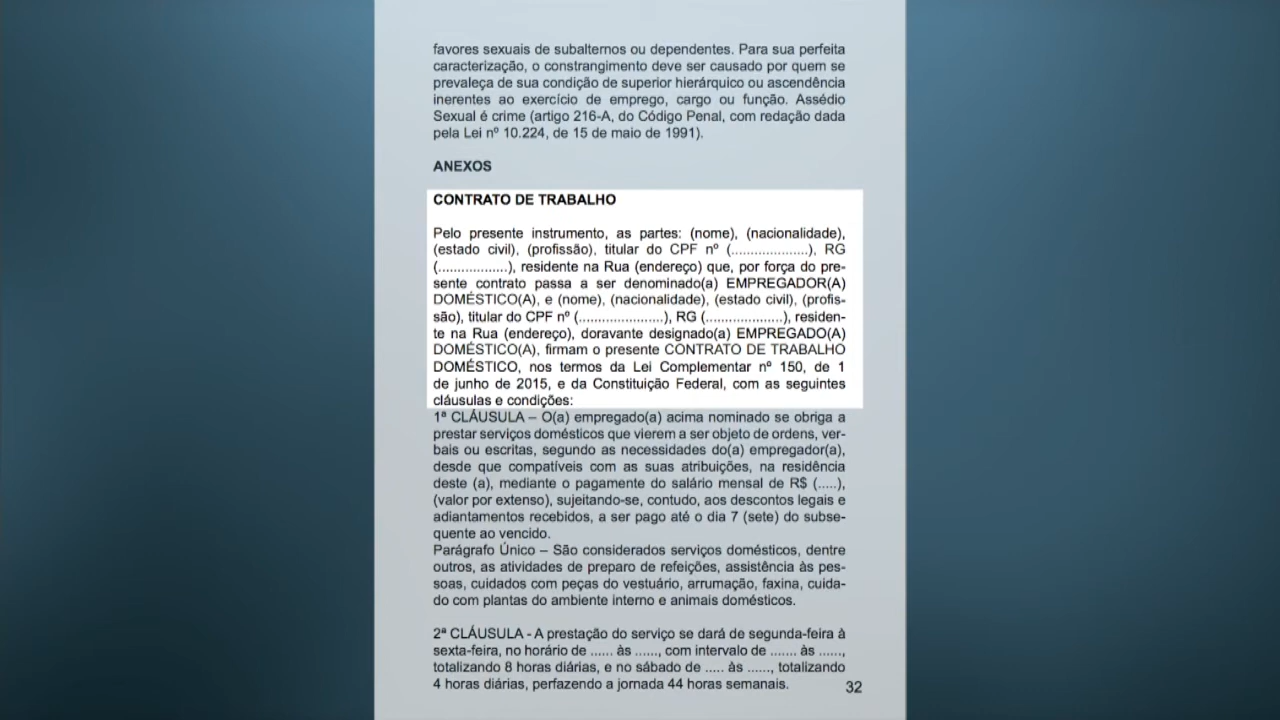 favores sexuais de subalternos ou dependentes. Para sua perfeita
caracterização, o constrangimento deve ser causado por quem se
prevaleça de sua condição de superior hierárquico ou ascendência
inerentes ao exercício de emprego, cargo ou função. Assédio
Sexual é crime (artigo 216-A, do Código Penal, com redação dada
pela Lei nº 10.224, de 15 de maio de 1991).
ANEXOS
CONTRATO DE TRABALHO
Pelo presente instrumento, as partes: (nome), (nacionalidade),
(estado civil), (profissão), titular do CPF nº (....................), RG
(..................), residente na Rua (endereço) que, por força do pre-
sente contrato passa a ser denominado(a) EMPREGADOR(A)
DOMÉSTICO(A), e (nome), (nacionalidade), (estado civil), (profis-
são), titular do CPF nº (......................), RG (....................), residen-
te na Rua (endereço), doravante designado(a) EMPREGADO(A)
DOMÉSTICO(A), firmam o presente CONTRATO DE TRABALHO
DOMÉSTICO, nos termos da Lei Complementar nº 150, de 1
de junho de 2015, e da Constituição Federal, com as seguintes
cláusulas e condições:
1ª CLÁUSULA – O(a) empregado(a) acima nominado se obriga a
prestar serviços domésticos que vierem a ser objeto de ordens, ver-
bais ou escritas, segundo as necessidades do(a) empregador(a),
desde que compatíveis com as suas atribuições, na residência
deste (a), mediante o pagamento do salário mensal de R$ (.....),
(valor por extenso), sujeitando-se, contudo, aos descontos legais e
adiantamentos recebidos, a ser pago até o dia 7 (sete) do subse-
quente ao vencido.
Parágrafo Único – São considerados serviços domésticos, dentre
outros, as atividades de preparo de refeições, assistência às pes-
soas, cuidados com peças do vestuário, arrumação, faxina, cuida-
do com plantas do ambiente interno e animais domésticos.
2ª CLÁUSULA - A prestação do serviço se dará de segunda-feira à
sexta-feira, no horário de ...... às ......, com intervalo de ....... às ......,
totalizando 8 horas diárias, e no sábado de ..... às ......, totalizando
4 horas diárias, perfazendo a jornada 44 horas semanais.
32